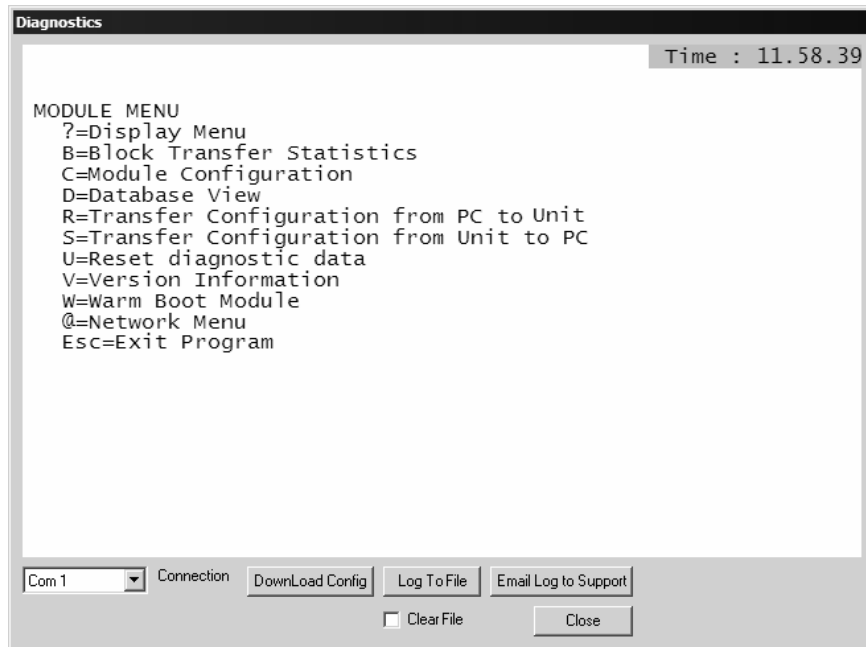 Diagnostics
Time : 11.58.39
MODULE MENU
?=Display Menu
B=Block Transfer Statistics
C=Module Configuration
D=Database View
R=Transfer Configuration from PC to Unit
S=Transfer Configuration from Unit to PC
U=Reset diagnostic data
V=Version Information
W=Warm Boot Module
@=Network Menu
Esc=Exit Program
Com 1 Connection DownLoad Config Log To File Email Log to Support
Clear File Close